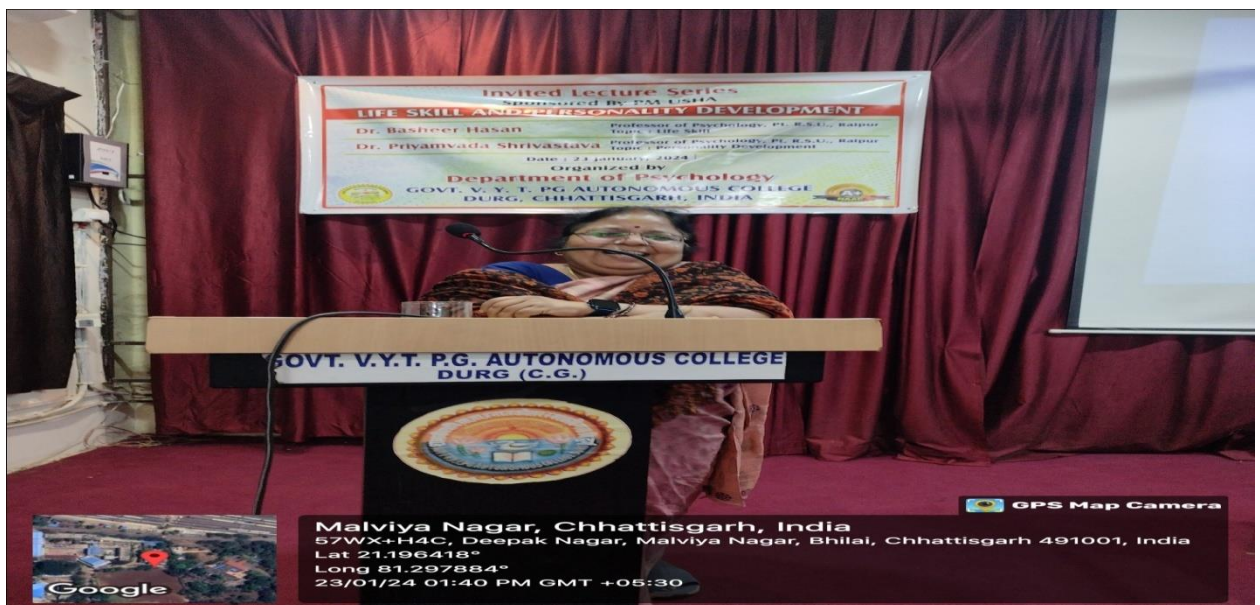 Invited Lecture Series
Sponsored By PM USHA
LIFE SKILL AND PERSONALITY DEVELOPMENT
Dr. Basheer Hasan Professor of Psychology, Pt. R.S.U., Raipur
Topic : Life Skill
Dr. Priyamvada Shrivastava Professor of Psychology, Pt. R.S.U., Raipur
Topic : Personality Development
Date : 23 January, 2024
Organized by
Department of Psychology
GOVT. V. Y. T. PG AUTONOMOUS COLLEGE
DURG, CHHATTISGARH, INDIA
A+
GOVT. V.Y.T. P.G. AUTONOMOUS COLLEGE
DURG (C.G.)
GPS Map Camera
Malviya Nagar, Chhattisgarh, India
57WX+H4C, Deepak Nagar, Malviya Nagar, Bhilai, Chhattisgarh 491001, India
Lat 21.196418°
Long 81.297884°
23/01/24 01:40 PM GMT +05:30
Google